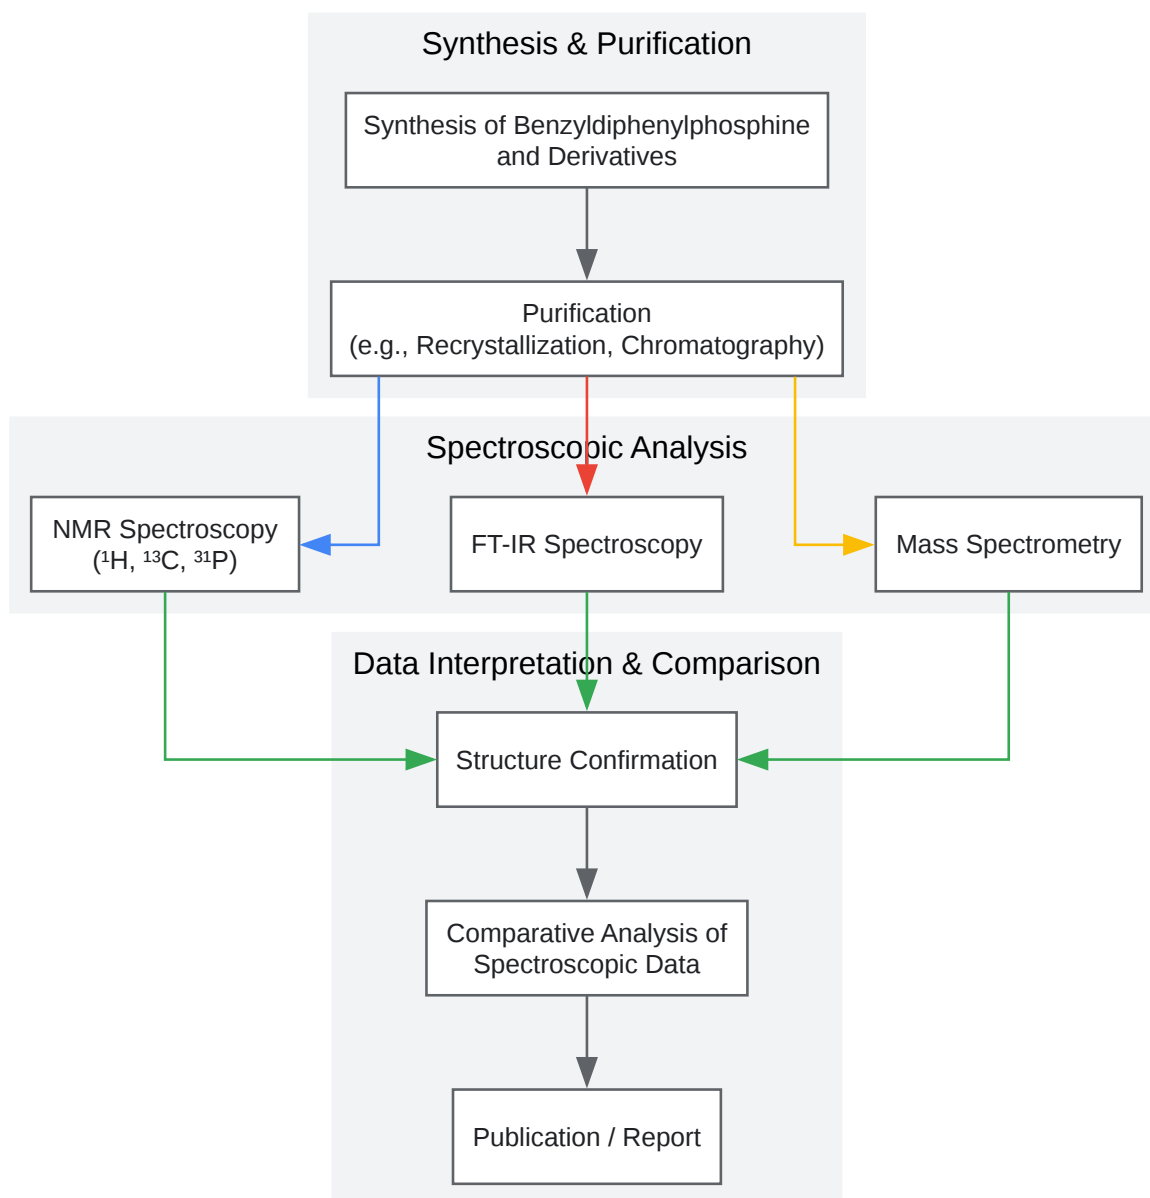 Synthesis & Purification
Synthesis of Benzyldiphenylphosphine
and Derivatives
Purification
(e.g., Recrystallization, Chromatography)
Spectroscopic Analysis
NMR Spectroscopy
(¹H, ¹³C, ³¹P)
FT-IR Spectroscopy
Mass Spectrometry
Data Interpretation & Comparison
Structure Confirmation
Comparative Analysis of
Spectroscopic Data
Publication / Report